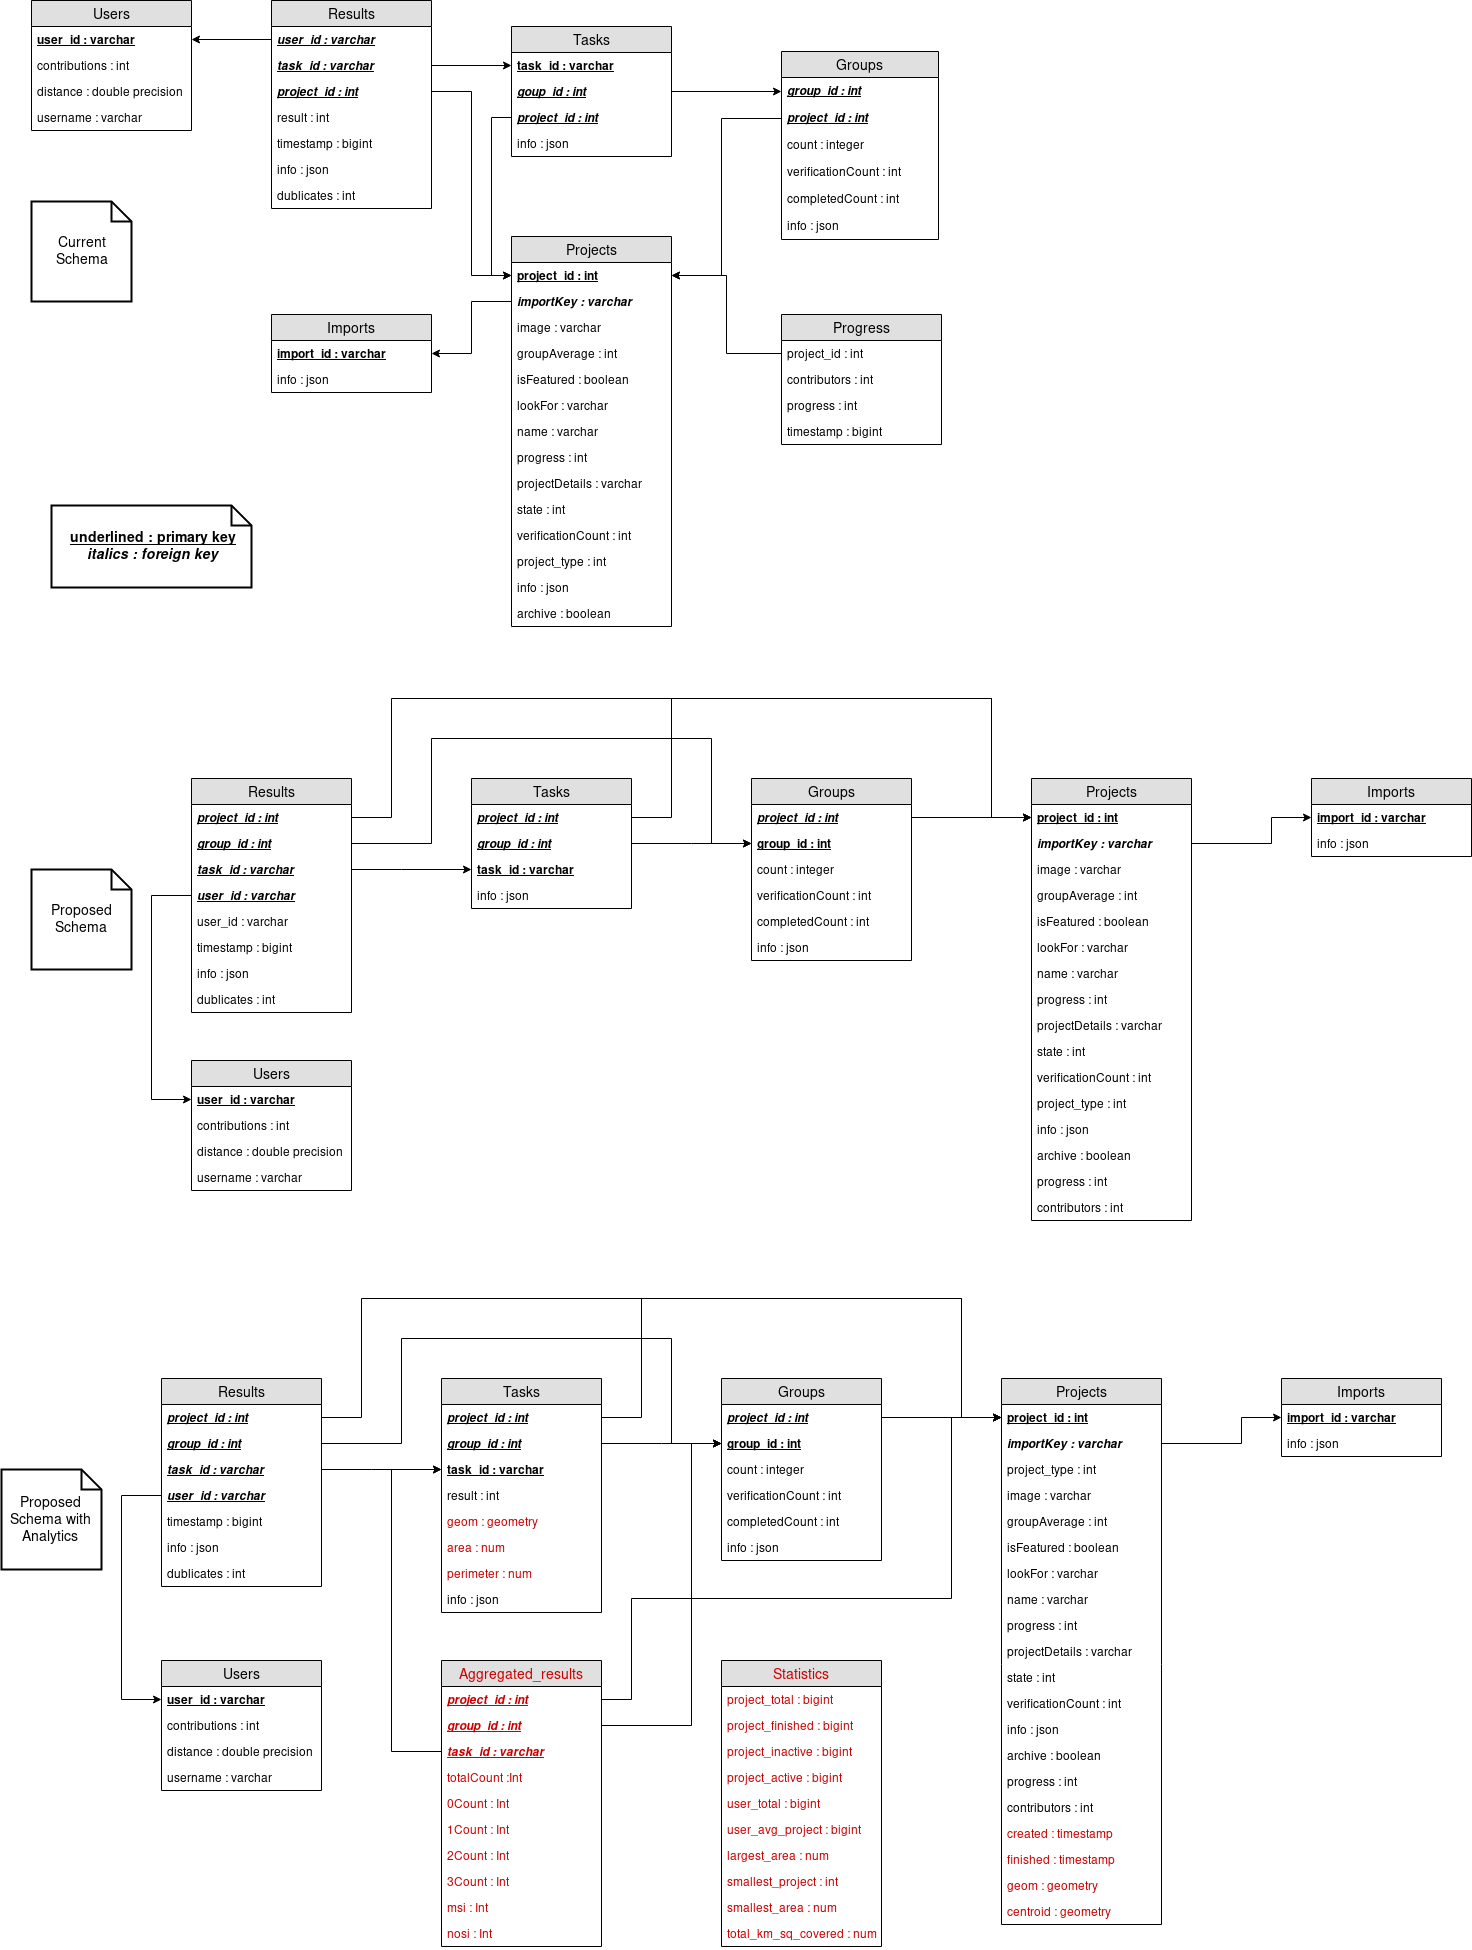 Users
user_id : varchar
contributions : int
distance : double precision
username : varchar
Results
user_id : varchar
task_id : varchar
project_id : int
result : int
timestamp : bigint
info : json
dublicates : int
Tasks
task_id : varchar
goup_id : int
project_id : int
info : json
Groups
group_id : int
project_id : int
count : integer
verificationCount : int
completedCount : int
info : json
Current
Schema
Projects
project_id : int
importKey : varchar
image : varchar
groupAverage : int
isFeatured : boolean
lookFor : varchar
name : varchar
progress : int
projectDetails : varchar
state : int
verificationCount : int
project_type : int
info : json
archive : boolean
Imports
import_id : varchar
info : json
Progress
project_id : int
contributors : int
progress : int
timestamp : bigint
underlined : primary key
italics : foreign key
Proposed
Schema
Results
project_id : int
group_id : int
task_id : varchar
user_id : varchar
user_id : varchar
timestamp : bigint
info : json
dublicates : int
Tasks
project_id : int
group_id : int
task_id : varchar
info : json
Groups
project_id : int
group_id : int
count : integer
verificationCount : int
completedCount : int
info : json
Projects
project_id : int
importKey : varchar
image : varchar
groupAverage : int
isFeatured : boolean
lookFor : varchar
name : varchar
progress : int
projectDetails : varchar
state : int
verificationCount : int
project_type : int
info : json
archive : boolean
progress : int
contributors : int
Imports
import_id : varchar
info : json
Users
user_id : varchar
contributions : int
distance : double precision
username : varchar
Proposed
Schema with
Analytics
Results
project_id : int
group_id : int
task_id : varchar
user_id : varchar
timestamp : bigint
info : json
dublicates : int
Tasks
project_id : int
group_id : int
task_id : varchar
result : int
geom : geometry
area : num
perimeter : num
info : json
Groups
project_id : int
group_id : int
count : integer
verificationCount : int
completedCount : int
info : json
Projects
project_id : int
importKey : varchar
project_type : int
image : varchar
groupAverage : int
isFeatured : boolean
lookFor : varchar
name : varchar
progress : int
projectDetails : varchar
state : int
verificationCount : int
info : json
archive : boolean
progress : int
contributors : int
created : timestamp
finished : timestamp
geom : geometry
centroid : geometry
Imports
import_id : varchar
info : json
Users
user_id : varchar
contributions : int
distance : double precision
username : varchar
Aggregated_results
project_id : int
group_id : int
task_id : varchar
totalCount :Int
0Count : Int
1Count : Int
2Count : Int
3Count : Int
msi : Int
nosi : Int
Statistics
project_total : bigint
project_finished : bigint
project_inactive : bigint
project_active : bigint
user_total : bigint
user_avg_project : bigint
largest_area : num
smallest_project : int
smallest_area : num
total_km_sq_covered : num